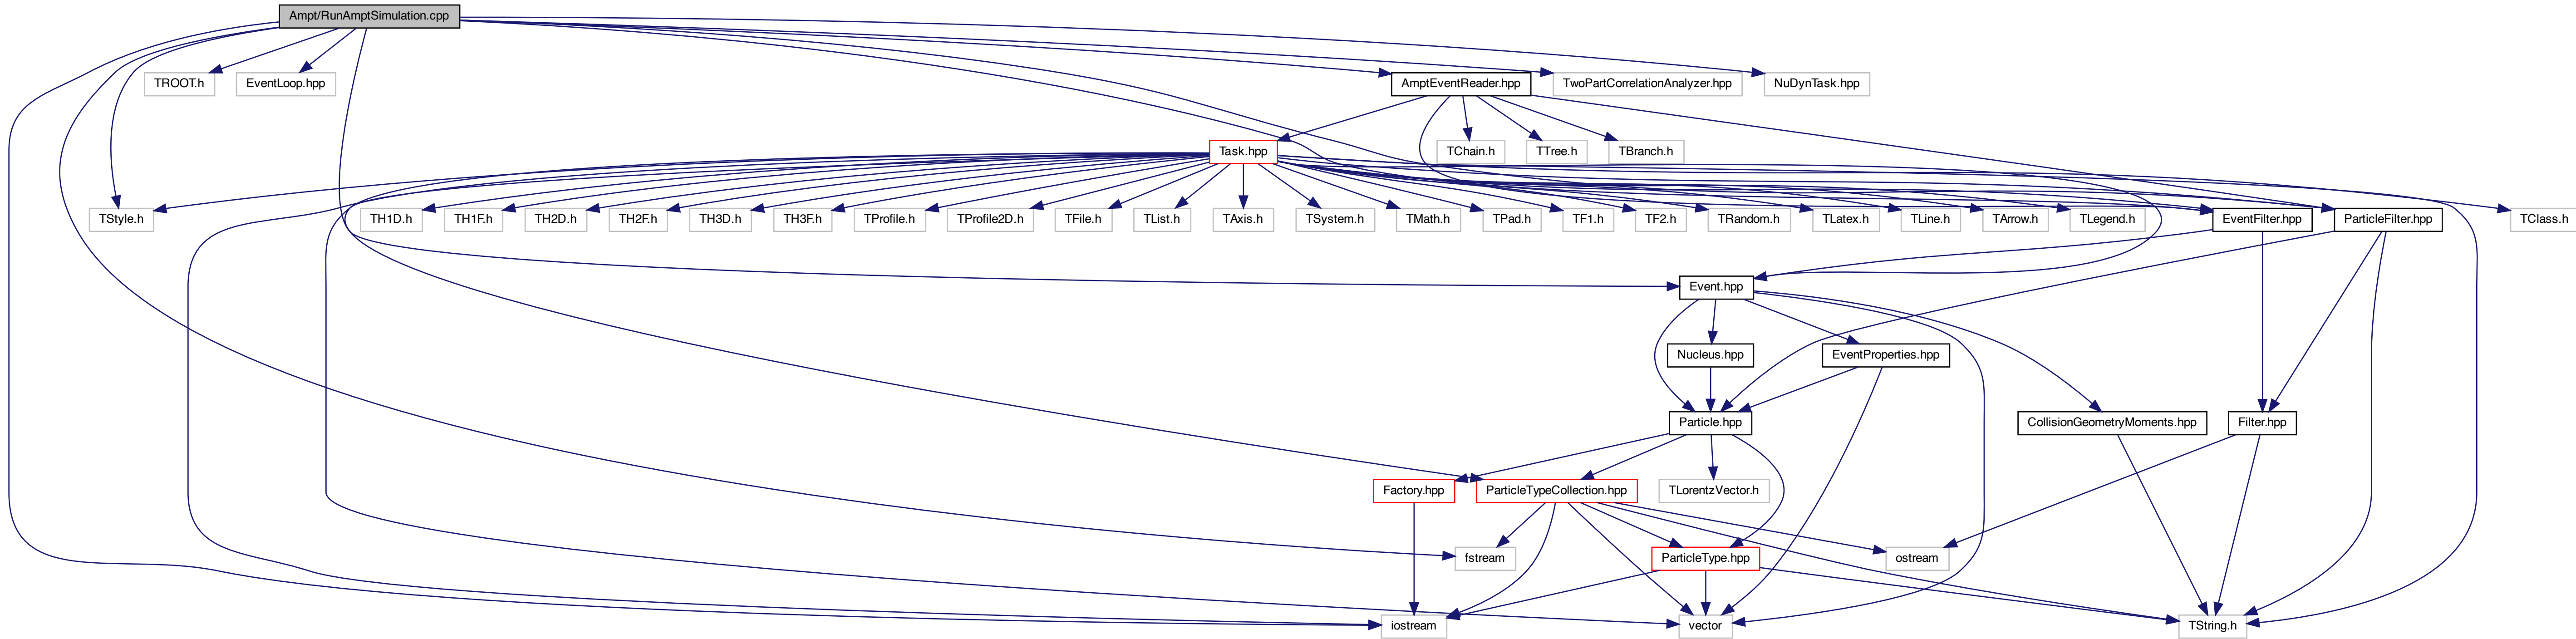 Ampt/RunAmptSimulation.cpp
TROOT.h
EventLoop.hpp
AmptEventReader.hpp
TwoPartCorrelationAnalyzer.hpp
NuDynTask.hpp
Task.hpp
TChain.h
TTree.h
TBranch.h
TStyle.h
TH1D.h
TH1F.h
TH2D.h
TH2F.h
TH3D.h
TH3F.h
TProfile.h
TProfile2D.h
TFile.h
TList.h
TAxis.h
TSystem.h
TMath.h
TPad.h
TF1.h
TF2.h
TRandom.h
TLatex.h
TLine.h
TArrow.h
TLegend.h
EventFilter.hpp
ParticleFilter.hpp
TClass.h
Event.hpp
Nucleus.hpp
EventProperties.hpp
Particle.hpp
CollisionGeometryMoments.hpp
Filter.hpp
Factory.hpp
ParticleTypeCollection.hpp
TLorentzVector.h
fstream
ParticleType.hpp
ostream
iostream
vector
TString.h